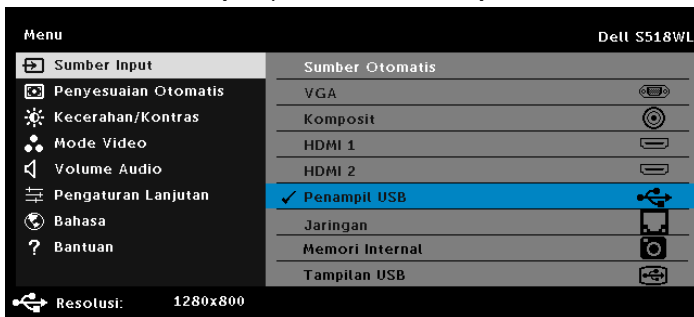 Menu
Dell S518WL
Sumber Input
Penyesuaian Otomatis
Kecerahan/Kontras
Mode Video
Volume Audio
Pengaturan Lanjutan
Bahasa
Bantuan
Sumber Otomatis
VGA
Komposit
HDMI 1
HDMI 2
Penampil USB
Jaringan
Memori Internal
Tampilan USB
Resolusi: 1280x800